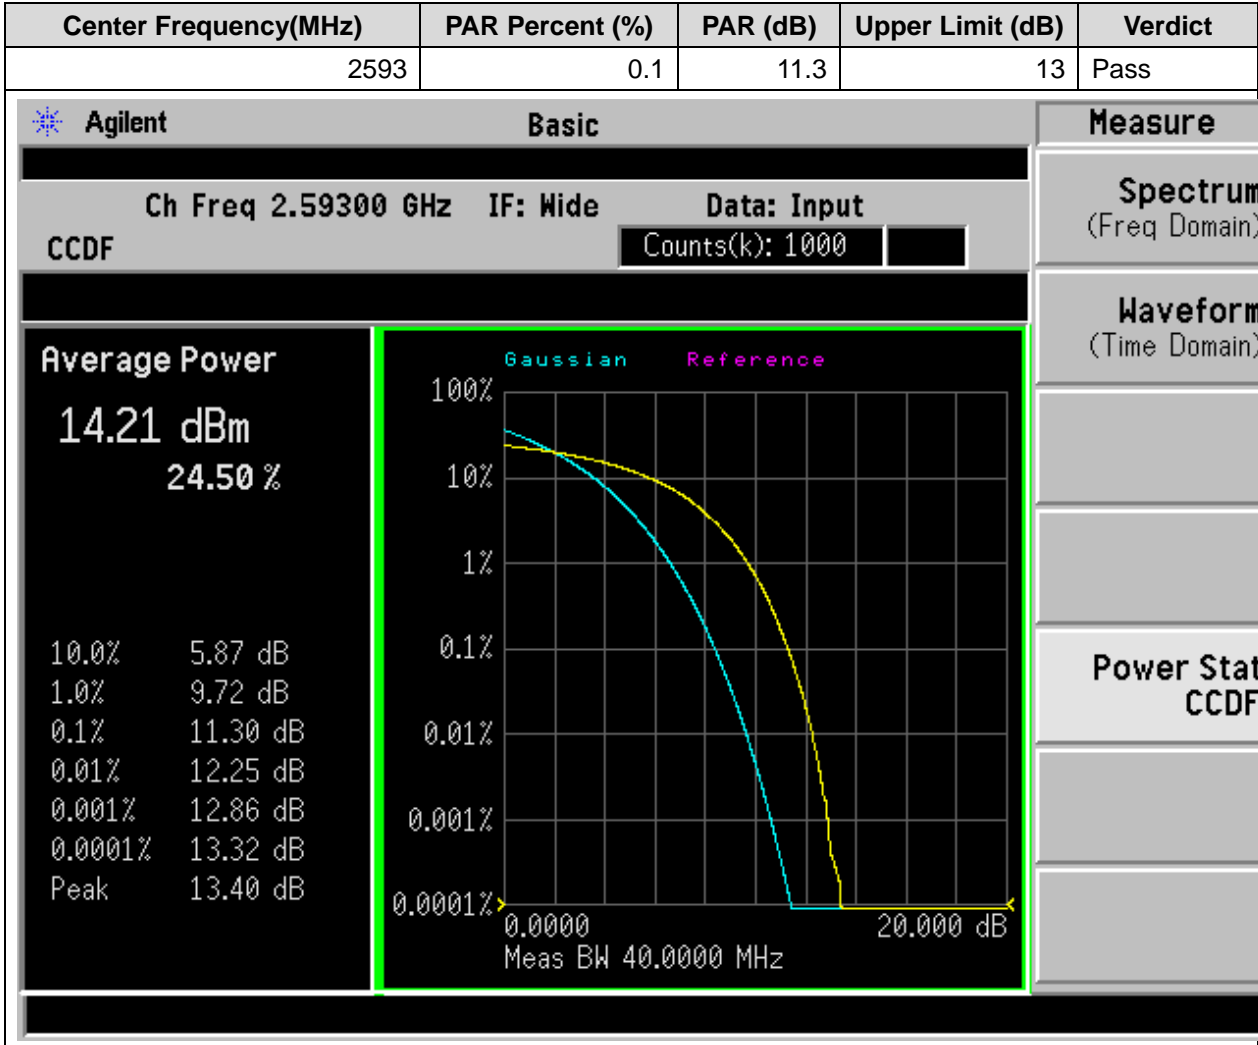 Center Frequency(MHz) PAR Percent (%) PAR (dB) Upper Limit (dB) Verdict
2593 0.1 11.3 13 Pass
Agilent Basic Measure
Ch Freq 2.59300 GHz IF: Wide Data: Input
CCDF Counts(k): 1000
Spectrum
(Freq Domain)
Waveform
(Time Domain)
Power Stat
CCDF
Average Power
14.21 dBm
24.50 %
10.0% 5.87 dB
1.0% 9.72 dB
0.1% 11.30 dB
0.01% 12.25 dB
0.001% 12.86 dB
0.0001% 13.32 dB
Peak 13.40 dB
Gaussian Reference
100%
10%
1%
0.1%
0.01%
0.001%
0.0001%
0.0000 20.000 dB
Meas BW 40.0000 MHz